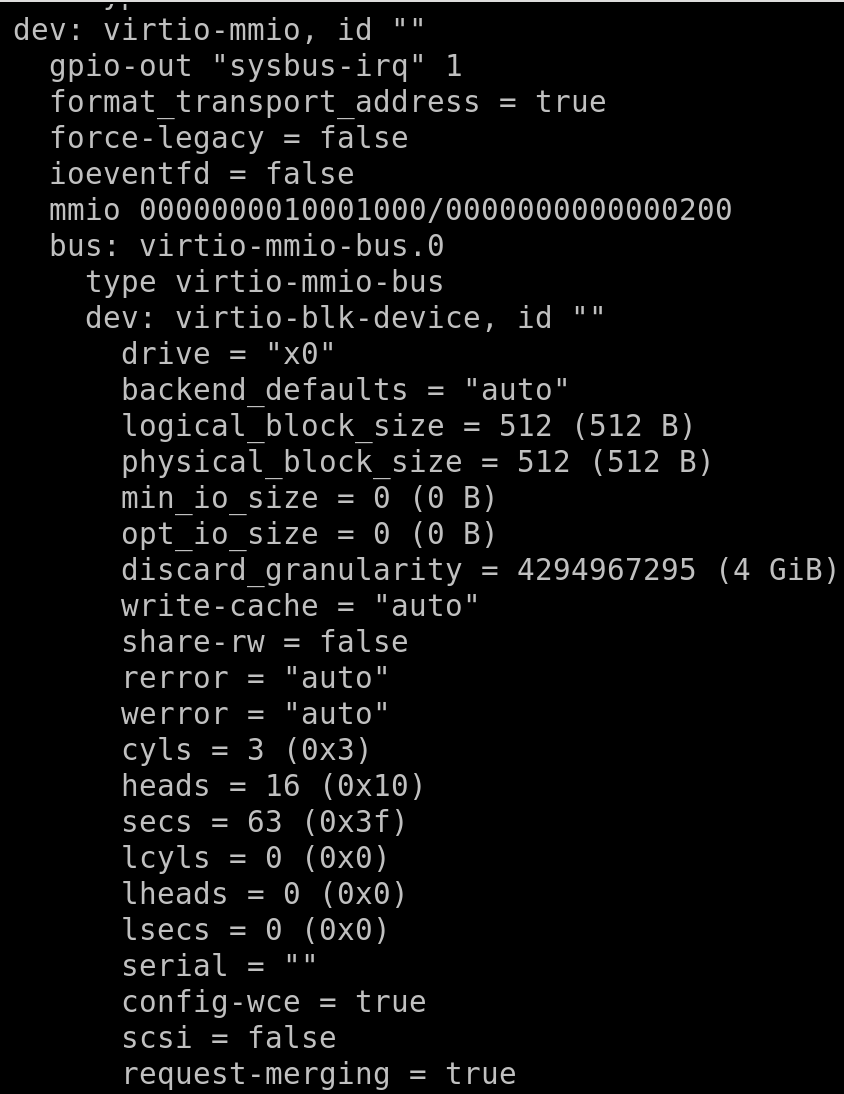 dev: virtio-mmio, id ""
gpio-out "sysbus-irq" 1
format_transport_address = true
force-legacy = false
ioeventfd = false
mmio 0000000010001000/0000000000000200
bus: virtio-mmio-bus.0
type virtio-mmio-bus
dev: virtio-blk-device, id ""
drive = "x0"
backend_defaults = "auto"
logical_block_size = 512 (512 B)
physical_block_size = 512 (512 B)
min_io_size = 0 (0 B)
opt_io_size = 0 (0 B)
discard_granularity = 4294967295 (4 GiB)
write-cache = "auto"
share-rw = false
rerror = "auto"
werror = "auto"
cyls = 3 (0x3)
heads = 16 (0x10)
secs = 63 (0x3f)
lcyls = 0 (0x0)
lheads = 0 (0x0)
lsecs = 0 (0x0)
serial = ""
config-wce = true
scsi = false
request-merging = true